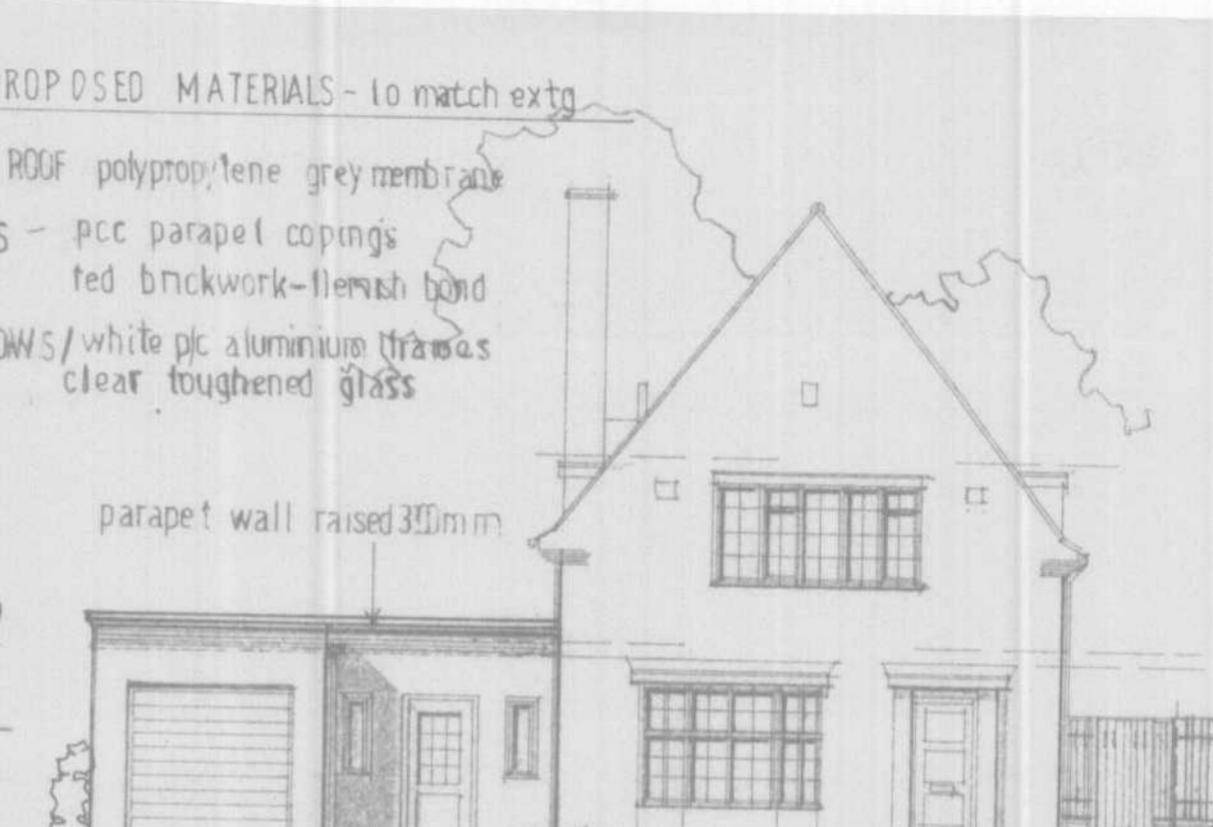 ROPOSED MATERIALS - to match extg
ROOF polypropylene grey membrane
S - pcc parapet copings
red brickwork-flemish bond
OWS/white p/c aluminium frames
clear toughened glass
parapet wall raised 300mm